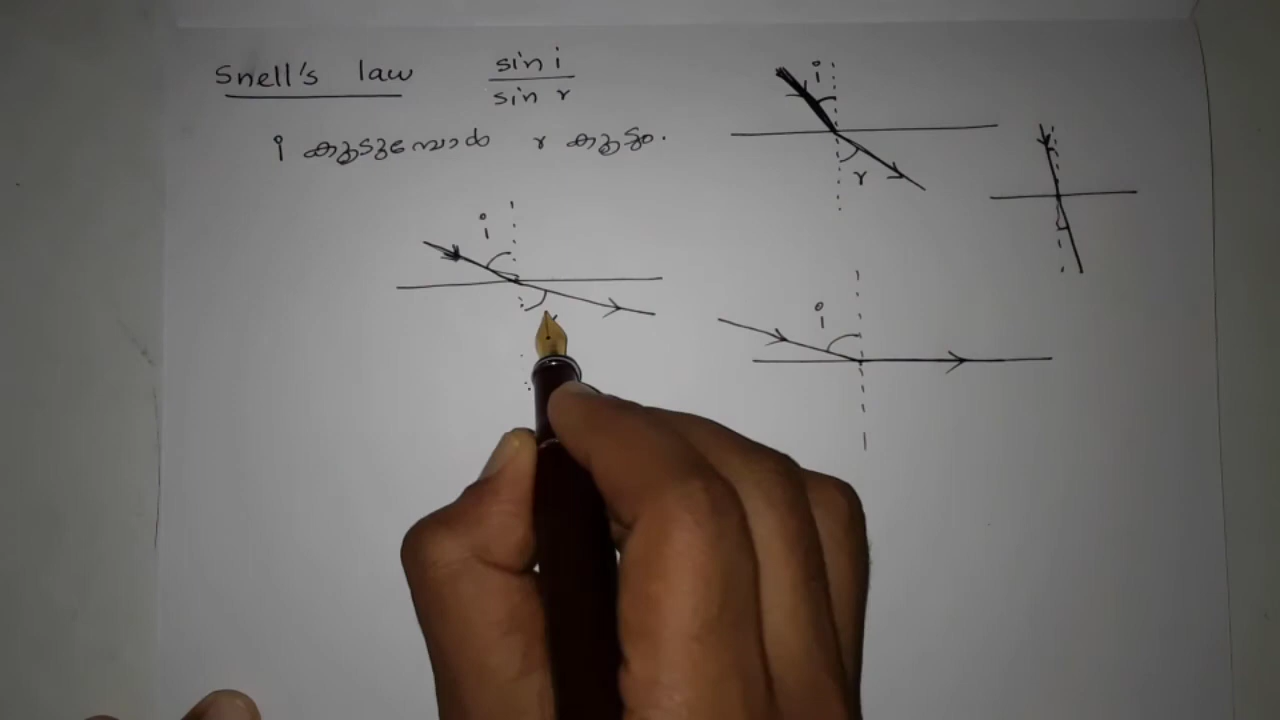 Snell's law
sin i
sin r
i കൂടുമ്പോൾ r കൂടും.
i
r
i
i